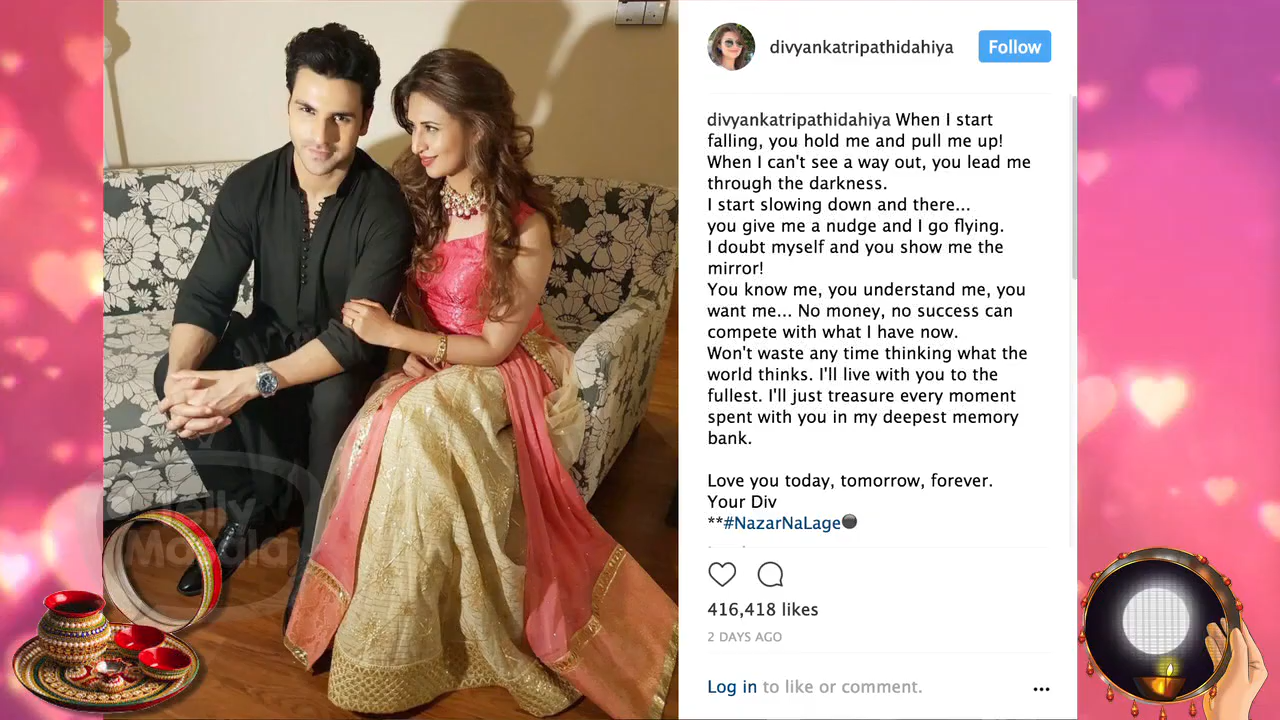 divyankatripathidahiya
Follow
divyankatripathidahiya When I start
falling, you hold me and pull me up!
When I can't see a way out, you lead me
through the darkness.
I start slowing down and there...
you give me a nudge and I go flying.
I doubt myself and you show me the
mirror!
You know me, you understand me, you
want me... No money, no success can
compete with what I have now.
Won't waste any time thinking what the
world thinks. I'll live with you to the
fullest. I'll just treasure every moment
spent with you in my deepest memory
bank.
Love you today, tomorrow, forever.
Your Div
**#NazarNaLage
416,418 likes
2 DAYS AGO
Log in to like or comment.
Telly
Masala